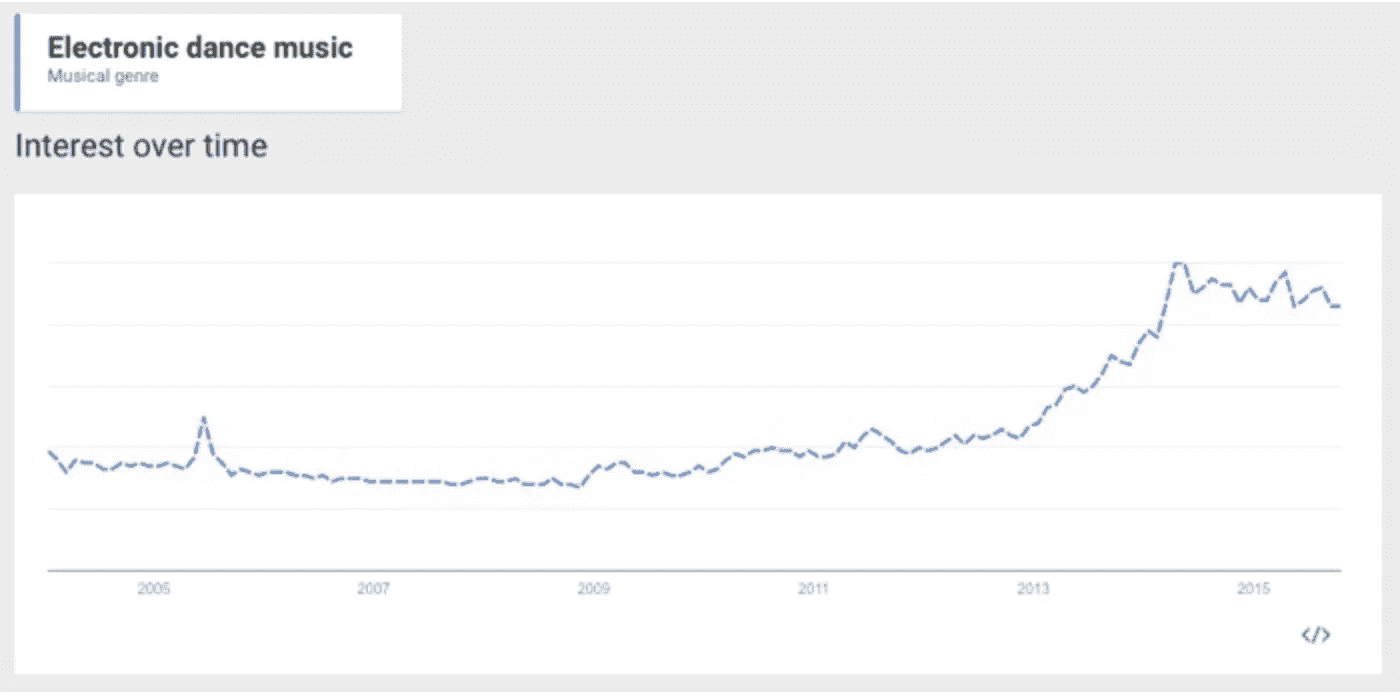 Electronic dance music
Musical genre
Interest over time
2005 2007 2009 2011 2013 2015
</>